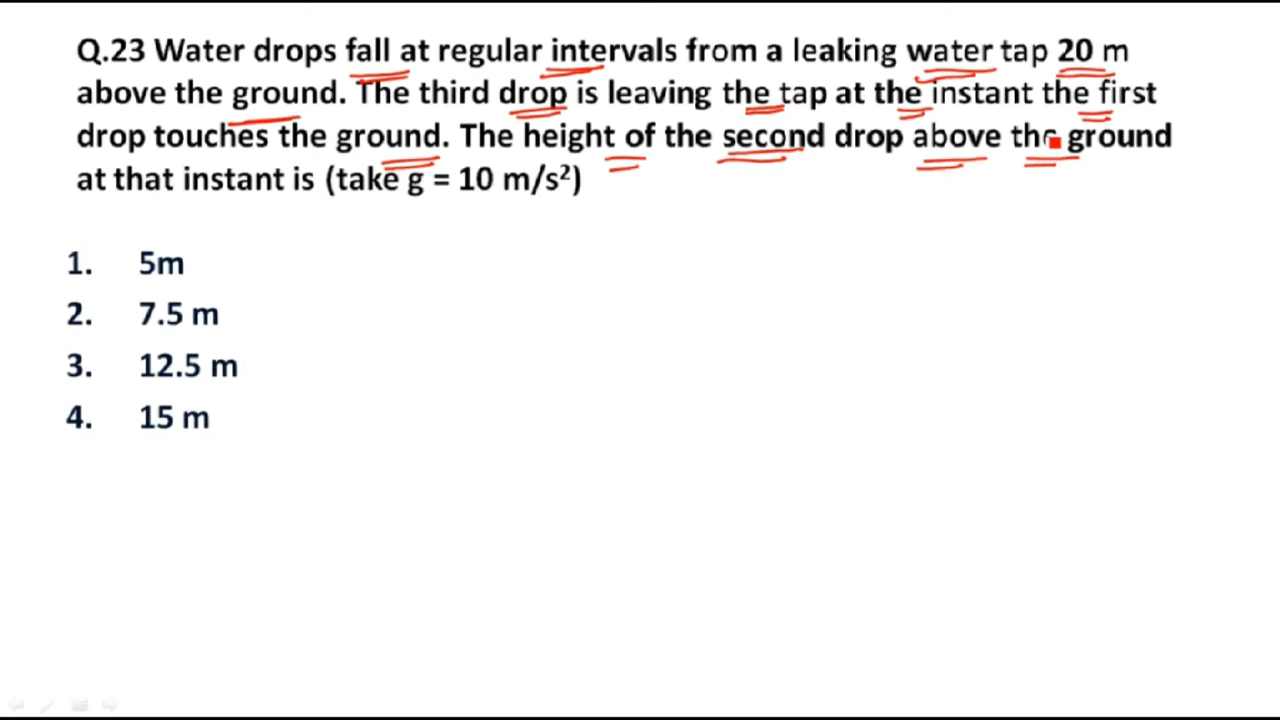 Q.23 Water drops fall at regular intervals from a leaking water tap 20 m
above the ground. The third drop is leaving the tap at the instant the first
drop touches the ground. The height of the second drop above the ground
at that instant is (take g = 10 m/s²)
1. 5m
2. 7.5 m
3. 12.5 m
4. 15 m